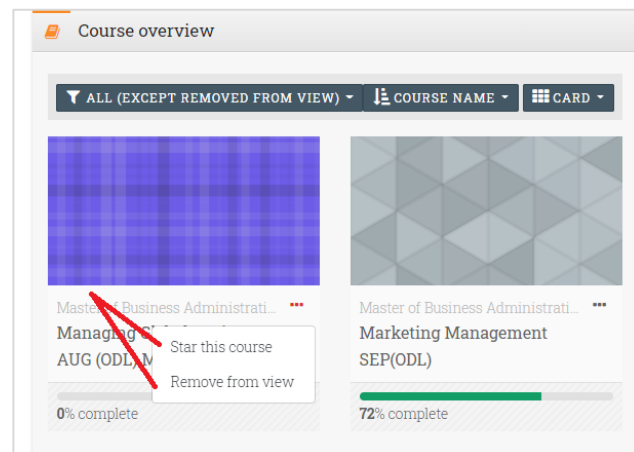 Course overview
ALL (EXCEPT REMOVED FROM VIEW) COURSE NAME CARD
Master of Business Administrati... Master of Business Administrati...
Managing Marketing Management
AUG (ODL) SEP(ODL)
Star this course
Remove from view
0% complete 72% complete